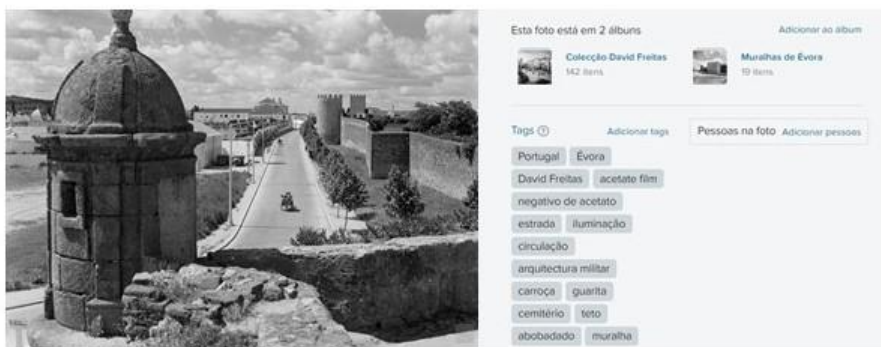 Esta foto está em 2 álbuns
Adicionar ao álbum
Colecção David Freitas
142 itens
Muralhas de Évora
19 itens
Tags ?
Adicionar tags
Pessoas na foto Adicionar pessoas
Portugal Évora
David Freitas acetate film
negativo de acetato
estrada iluminação
circulação
arquitectura militar
carroça guarita
cemitério teto
abobadado muralha